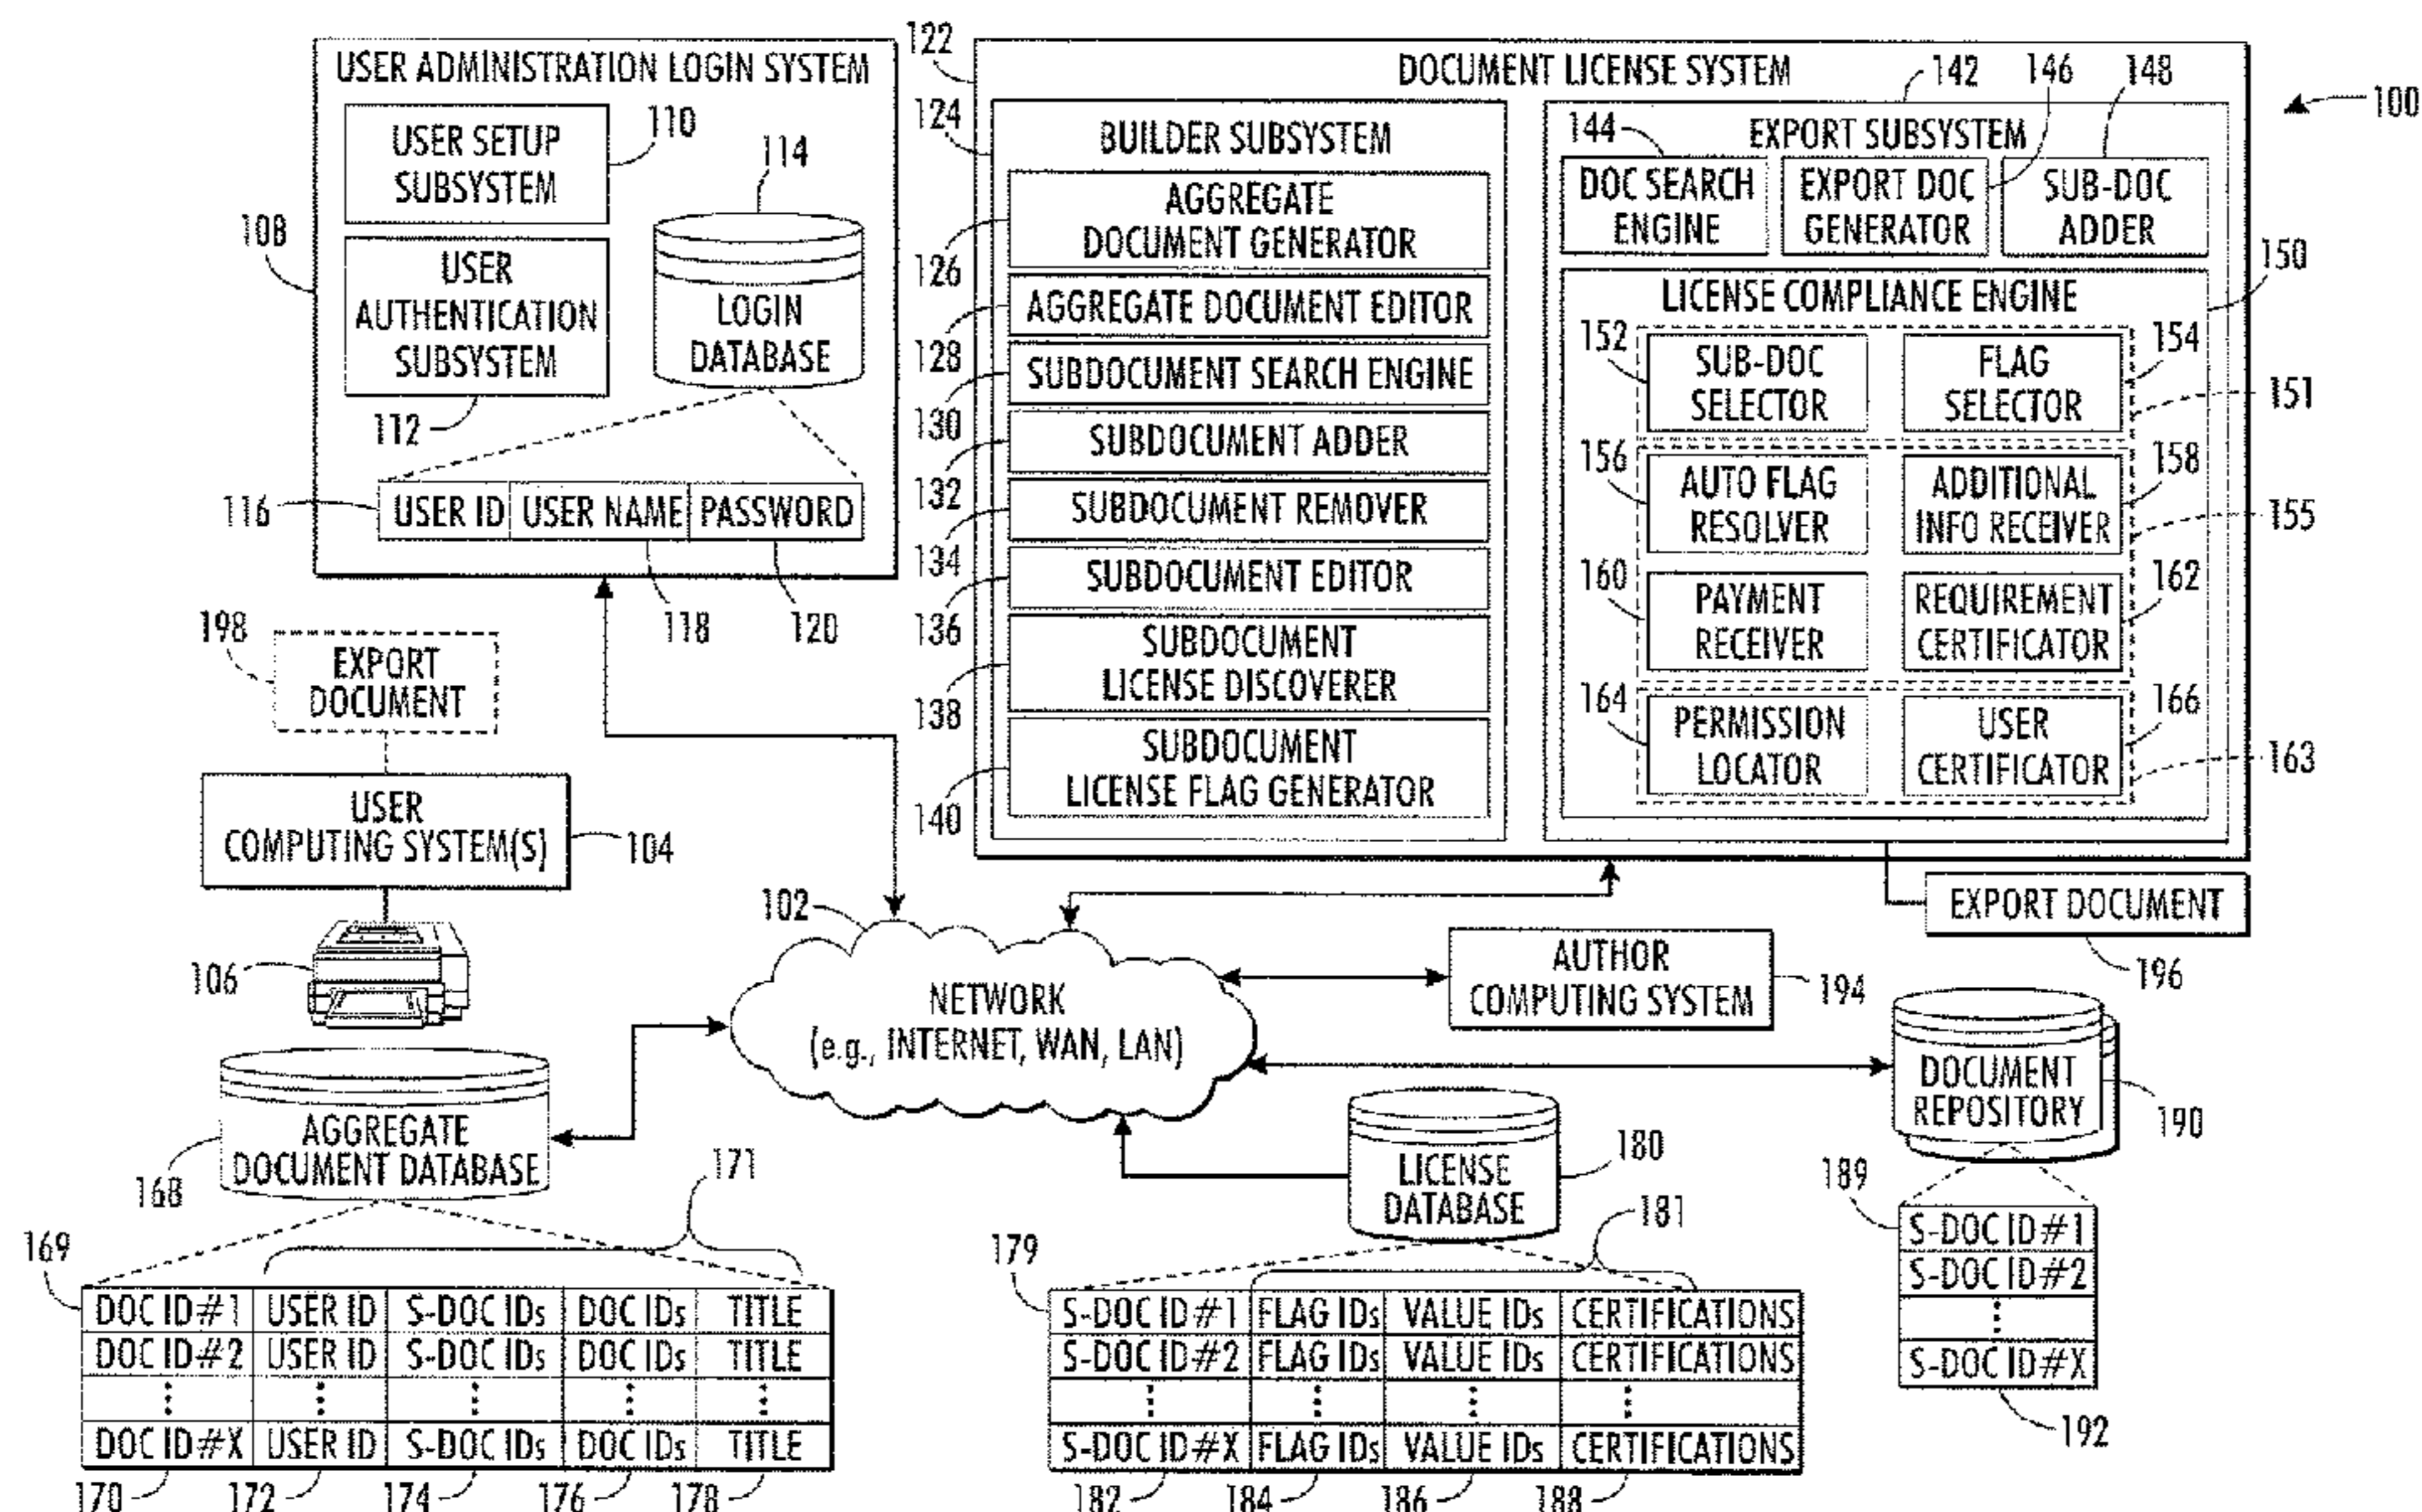 USER ADMINISTRATION LOGIN SYSTEM
USER SETUP
SUBSYSTEM
110
114
108
USER
AUTHENTICATION
SUBSYSTEM
LOGIN
DATABASE
112
116
USER ID USER NAME PASSWORD
118
120
122
DOCUMENT LICENSE SYSTEM
100
124
BUILDER SUBSYSTEM
AGGREGATE
DOCUMENT GENERATOR
126
AGGREGATE DOCUMENT EDITOR
128
SUBDOCUMENT SEARCH ENGINE
130
SUBDOCUMENT ADDER
132
SUBDOCUMENT REMOVER
134
SUBDOCUMENT EDITOR
136
SUBDOCUMENT
LICENSE DISCOVERER
138
SUBDOCUMENT
LICENSE FLAG GENERATOR
140
142
146
148
144
EXPORT SUBSYSTEM
DOC SEARCH
ENGINE
EXPORT DOC
GENERATOR
SUB-DOC
ADDER
150
LICENSE COMPLIANCE ENGINE
152
SUB-DOC
SELECTOR
FLAG
SELECTOR
154
151
156
AUTO FLAG
RESOLVER
ADDITIONAL
INFO RECEIVER
158
155
160
PAYMENT
RECEIVER
REQUIREMENT
CERTIFICATOR
162
164
PERMISSION
LOCATOR
USER
CERTIFICATOR
166
163
198
EXPORT
DOCUMENT
USER
COMPUTING SYSTEM(S)
104
106
102
NETWORK
(e.g., INTERNET, WAN, LAN)
EXPORT DOCUMENT
196
AUTHOR
COMPUTING SYSTEM
194
DOCUMENT
REPOSITORY
190
189
S-DOC ID#1
S-DOC ID#2
S-DOC ID#X
192
AGGREGATE
DOCUMENT DATABASE
168
171
169
DOC ID#1 USER ID S-DOC IDs DOC IDs TITLE
DOC ID#2 USER ID S-DOC IDs DOC IDs TITLE
DOC ID#X USER ID S-DOC IDs DOC IDs TITLE
170 172 174 176 178
LICENSE
DATABASE
180
181
179
S-DOC ID#1 FLAG IDs VALUE IDs CERTIFICATIONS
S-DOC ID#2 FLAG IDs VALUE IDs CERTIFICATIONS
S-DOC ID#X FLAG IDs VALUE IDs CERTIFICATIONS
182 184 186 188